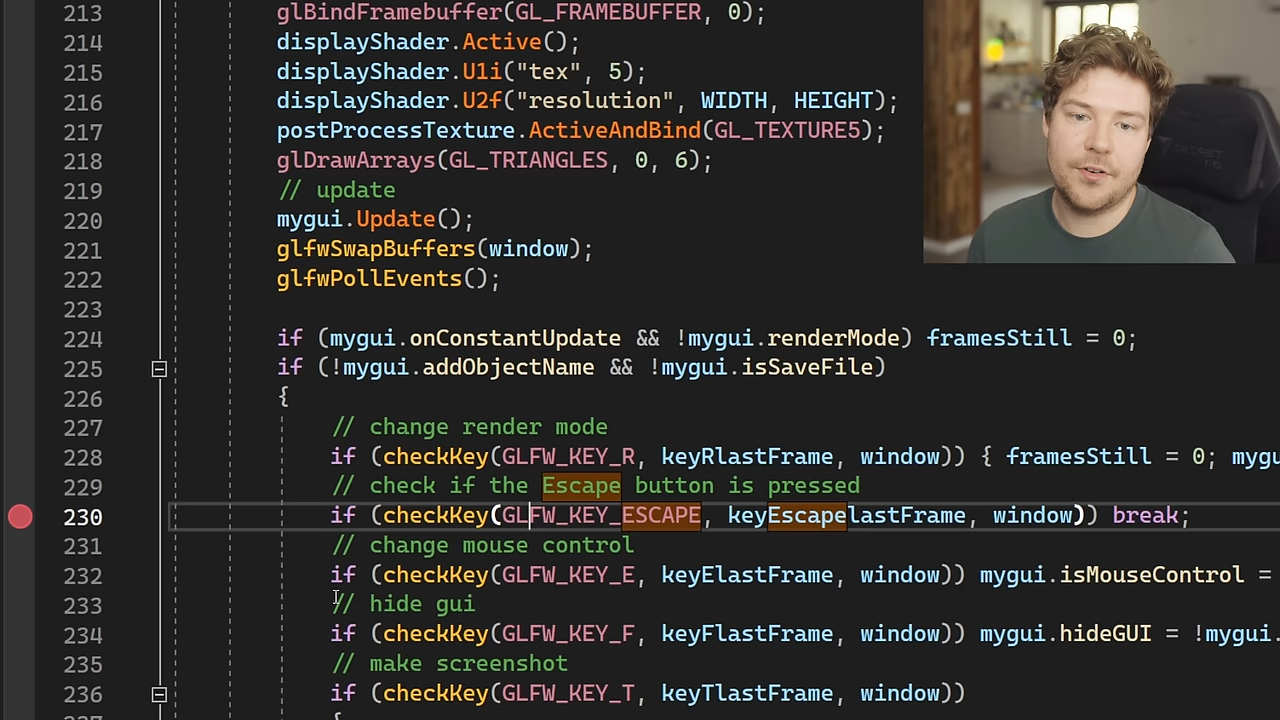 213 glBindFramebuffer(GL_FRAMEBUFFER, 0);
214 displayShader.Active();
215 displayShader.U1i("tex", 5);
216 displayShader.U2f("resolution", WIDTH, HEIGHT);
217 postProcessTexture.ActiveAndBind(GL_TEXTURE5);
218 glDrawArrays(GL_TRIANGLES, 0, 6);
219 // update
220 mygui.Update();
221 glfwSwapBuffers(window);
222 glfwPollEvents();
223
224 if (mygui.onConstantUpdate && !mygui.renderMode) framesStill = 0;
225 if (!mygui.addObjectName && !mygui.isSaveFile)
226 {
227 // change render mode
228 if (checkKey(GLFW_KEY_R, keyRlastFrame, window)) { framesStill = 0; mygu
229 // check if the Escape button is pressed
230 if (checkKey(GLFW_KEY_ESCAPE, keyEscapelastFrame, window)) break;
231 // change mouse control
232 if (checkKey(GLFW_KEY_E, keyElastFrame, window)) mygui.isMouseControl =
233 // hide gui
234 if (checkKey(GLFW_KEY_F, keyFlastFrame, window)) mygui.hideGUI = !mygui.
235 // make screenshot
236 if (checkKey(GLFW_KEY_T, keyTlastFrame, window))